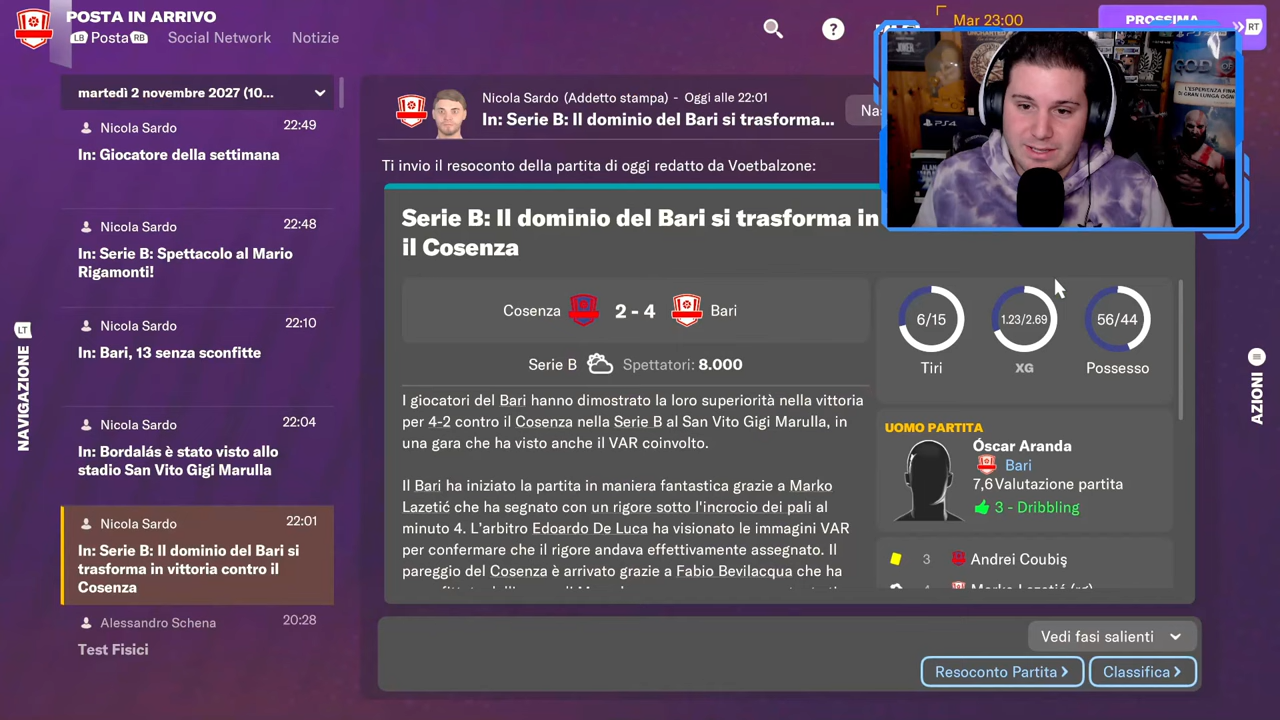 POSTA IN ARRIVO
LB Posta RB Social Network Notizie
Mar 23:00
PROSSIMA
RT
martedì 2 novembre 2027 (10...
Nicola Sardo 22:49
In: Giocatore della settimana
Nicola Sardo 22:48
In: Serie B: Spettacolo al Mario
Rigamonti!
Nicola Sardo 22:10
In: Bari, 13 senza sconfitte
Nicola Sardo 22:04
In: Bordalás è stato visto allo
stadio San Vito Gigi Marulla
Nicola Sardo 22:01
In: Serie B: Il dominio del Bari si
trasforma in vittoria contro il
Cosenza
Alessandro Schena 20:28
Test Fisici
LT
NAVIGAZIONE
Nicola Sardo (Addetto stampa) - Oggi alle 22:01
In: Serie B: Il dominio del Bari si trasforma...
Ti invio il resoconto della partita di oggi redatto da Voetbalzone:
Serie B: Il dominio del Bari si trasforma in
il Cosenza
Cosenza 2 - 4 Bari
Serie B Spettatori: 8.000
I giocatori del Bari hanno dimostrato la loro superiorità nella vittoria
per 4-2 contro il Cosenza nella Serie B al San Vito Gigi Marulla, in
una gara che ha visto anche il VAR coinvolto.
Il Bari ha iniziato la partita in maniera fantastica grazie a Marko
Lazetić che ha segnato con un rigore sotto l'incrocio dei pali al
minuto 4. L'arbitro Edoardo De Luca ha visionato le immagini VAR
per confermare che il rigore andava effettivamente assegnato. Il
pareggio del Cosenza è arrivato grazie a Fabio Bevilacqua che ha
6/15 1.23/2.69 56/44
Tiri XG Possesso
UOMO PARTITA
Óscar Aranda
Bari
7,6 Valutazione partita
3 - Dribbling
3 Andrei Coubiș
4 Marko Lazetić (rg)
AZIONI
Vedi fasi salienti
Resoconto Partita
Classifica
PS4